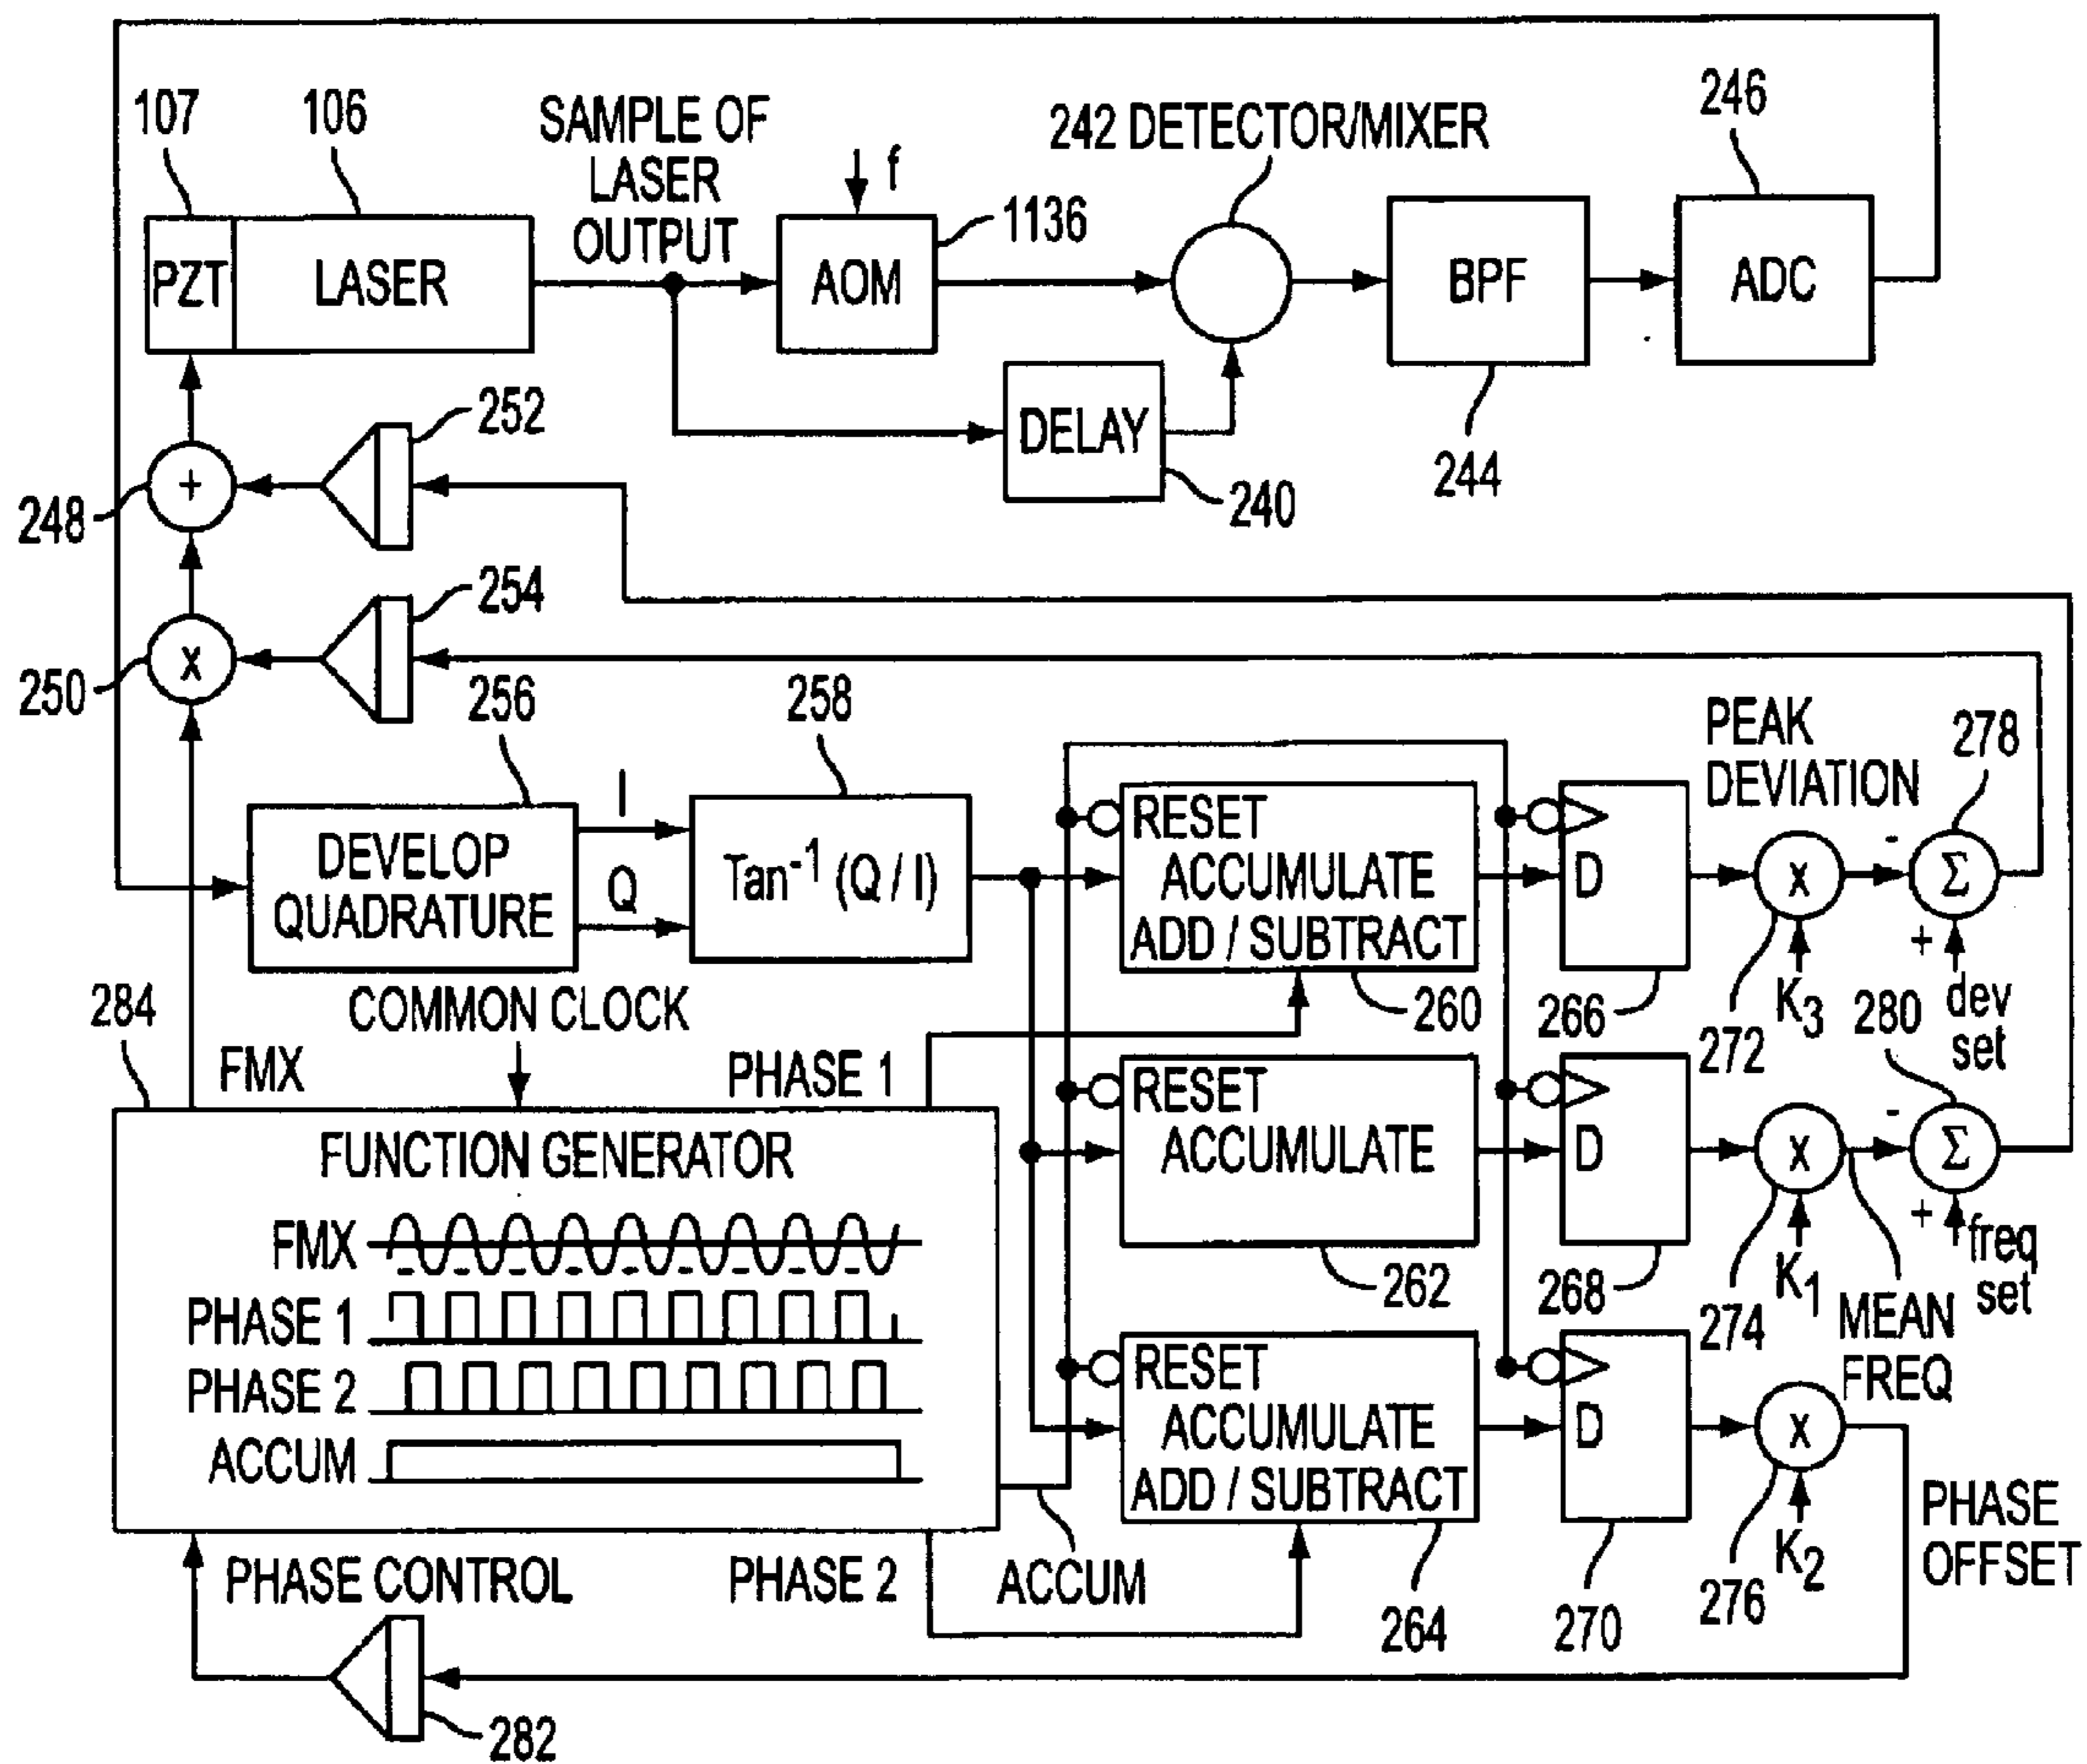 107
106
SAMPLE OF
LASER
OUTPUT
f
1136
242 DETECTOR/MIXER
246
PZT
LASER
AOM
BPF
ADC
DELAY
240
244
252
248
+
254
250
X
256
258
I
Q
DEVELOP
QUADRATURE
Tan-1 (Q / I)
RESET
ACCUMULATE
ADD / SUBTRACT
260
D
266
PEAK
DEVIATION
278
X
-
Σ
+
K3
272
dev
set
280
284
FMX
COMMON CLOCK
PHASE 1
RESET
ACCUMULATE
262
D
268
X
-
Σ
+
K1
274
freq
set
MEAN
FREQ
FUNCTION GENERATOR
FMX
PHASE 1
PHASE 2
ACCUM
RESET
ACCUMULATE
ADD / SUBTRACT
264
D
270
X
K2
276
PHASE
OFFSET
PHASE CONTROL
PHASE 2
ACCUM
282